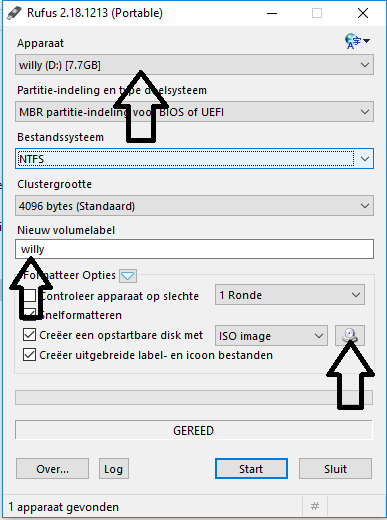 Rufus 2.18.1213 (Portable)
Apparaat
willy (D:) [7.7GB]
Partitie-indeling en type doelsysteem
MBR partitie-indeling voor BIOS of UEFI
Bestandssysteem
NTFS
Clustergrootte
4096 bytes (Standaard)
Nieuw volumelabel
willy
Formatteer Opties
Controleer apparaat op slechte 1 Ronde
Snelformatteren
Creëer een opstartbare disk met ISO image
Creëer uitgebreide label- en icoon bestanden
GEREED
Over... Log Start Sluit
1 apparaat gevonden #